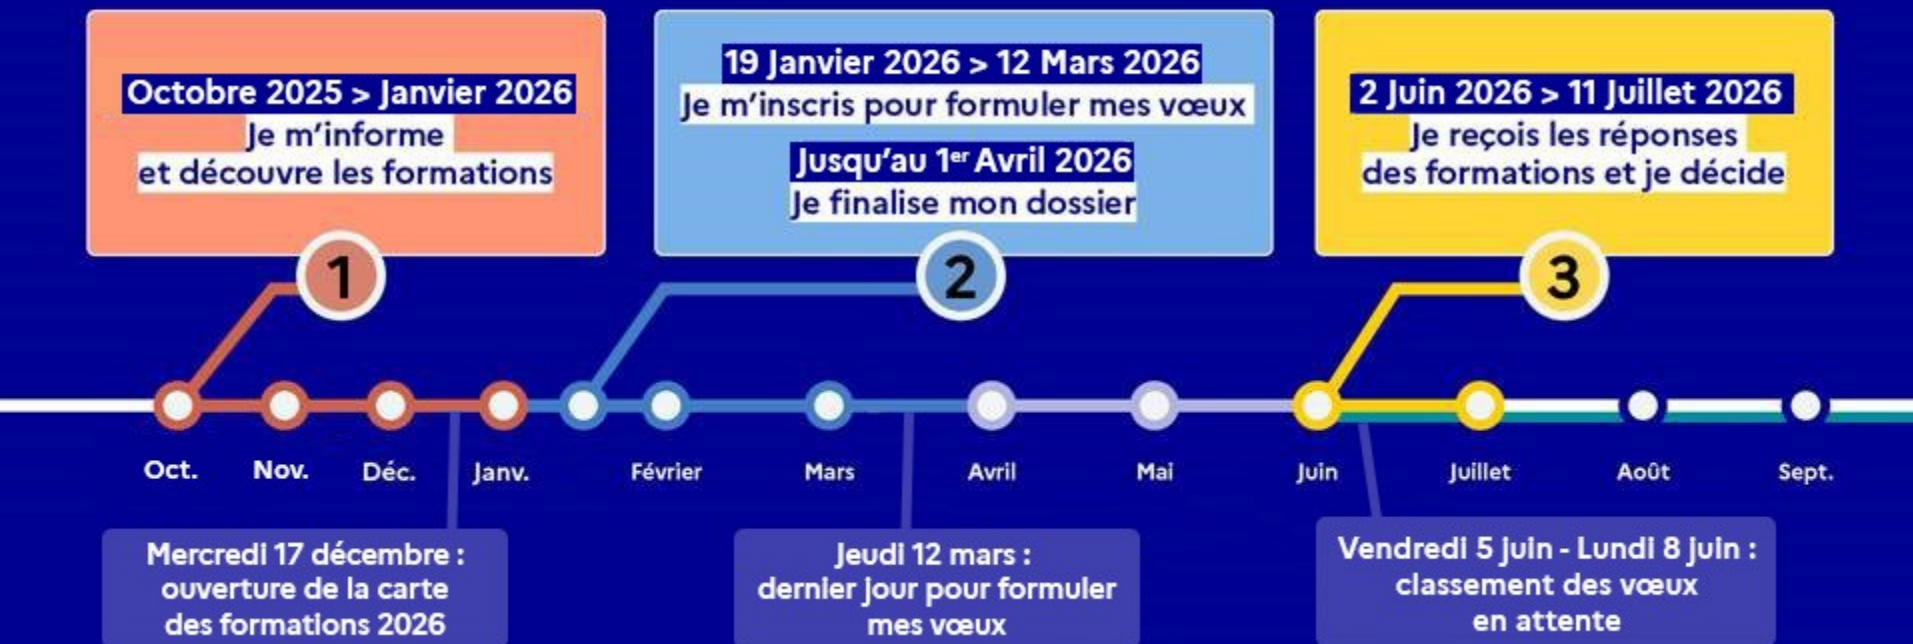 Octobre 2025 > Janvier 2026
Je m'informe
et découvre les formations
1
19 Janvier 2026 > 12 Mars 2026
Je m'inscris pour formuler mes vœux
Jusqu'au 1er Avril 2026
Je finalise mon dossier
2
2 Juin 2026 > 11 Juillet 2026
Je reçois les réponses
des formations et je décide
3
Oct.
Nov.
Déc.
Janv.
Février
Mars
Avril
Mai
Juin
Juillet
Août
Sept.
Mercredi 17 décembre :
ouverture de la carte
des formations 2026
Jeudi 12 mars :
dernier jour pour formuler
mes vœux
Vendredi 5 juin - Lundi 8 juin :
classement des vœux
en attente